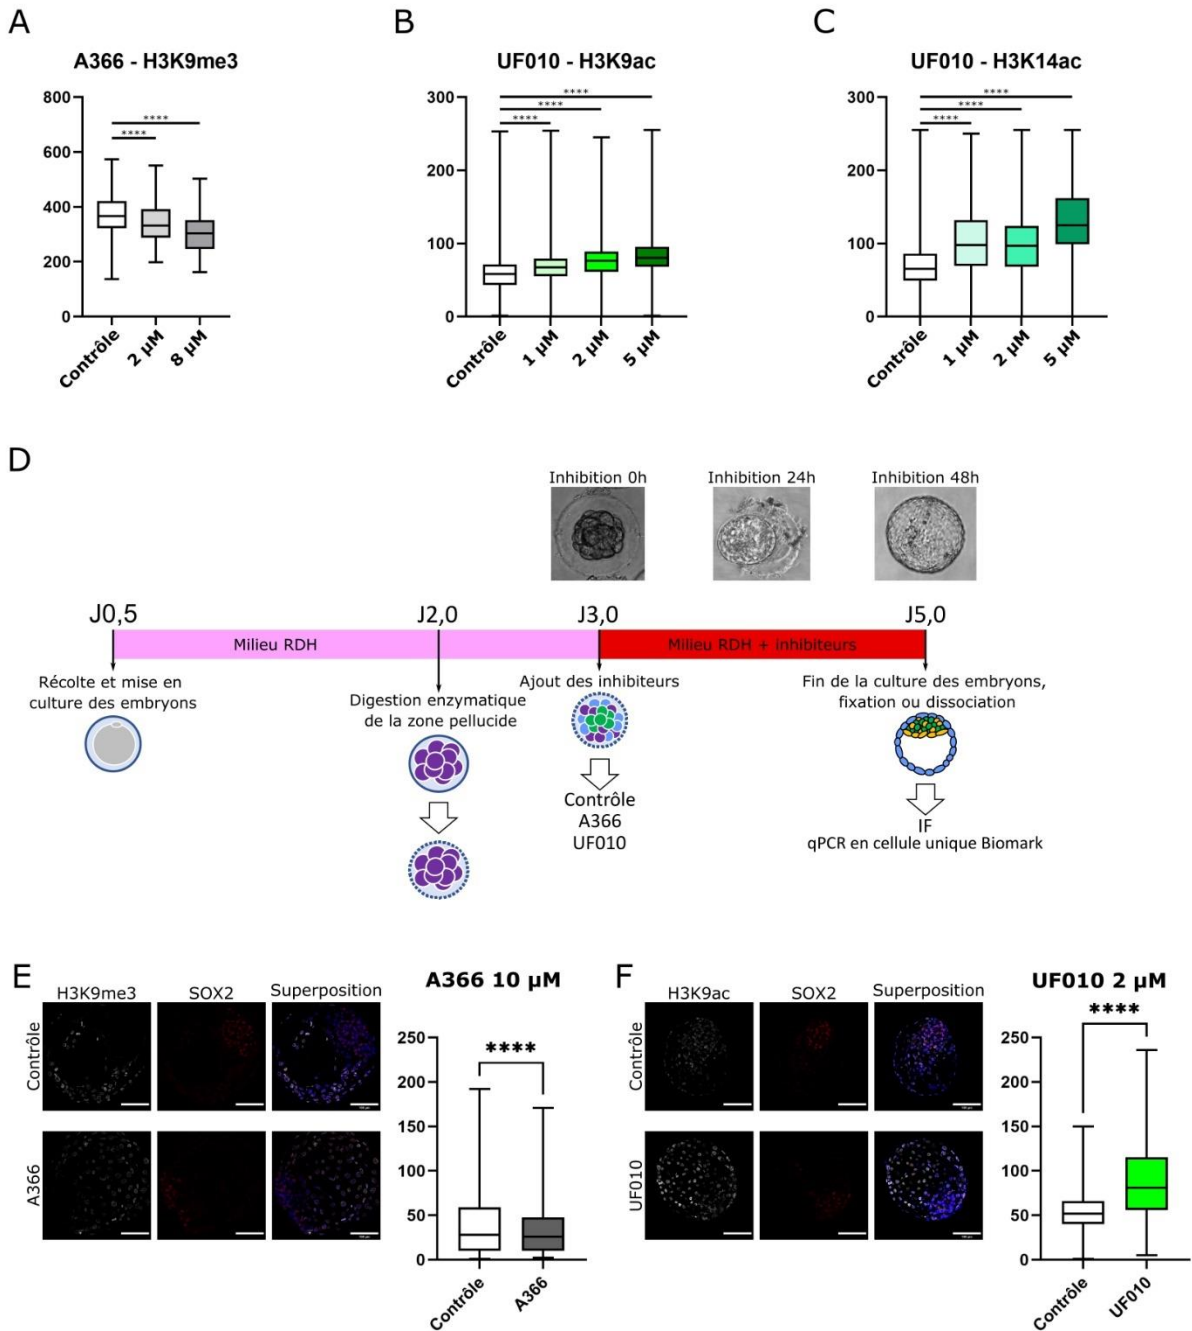 A
A366 - H3K9me3
800
600
400
200
0
****
****
Contrôle
2 µM
8 µM
B
UF010 - H3K9ac
300
200
100
0
****
****
****
Contrôle
1 µM
2 µM
5 µM
C
UF010 - H3K14ac
300
200
100
0
****
****
****
Contrôle
1 µM
2 µM
5 µM
D
Inhibition 0h
Inhibition 24h
Inhibition 48h
J0,5
J2,0
J3,0
J5,0
Milieu RDH
Milieu RDH + inhibiteurs
Récolte et mise en
culture des embryons
Digestion enzymatique
de la zone pellucide
Ajout des inhibiteurs
Contrôle
A366
UF010
Fin de la culture des embryons,
fixation ou dissociation
IF
qPCR en cellule unique Biomark
E
H3K9me3
SOX2
Superposition
Contrôle
A366
A366 10 µM
250
200
150
100
50
0
****
Contrôle
A366
F
H3K9ac
SOX2
Superposition
Contrôle
UF010
UF010 2 µM
250
200
150
100
50
0
****
Contrôle
UF010